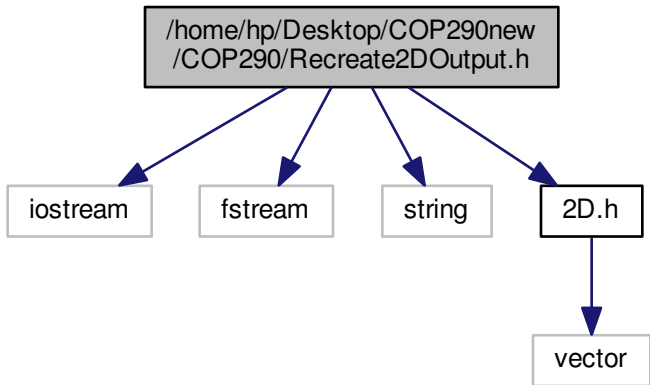 /home/hp/Desktop/COP290new
/COP290/Recreate2DOutput.h
iostream
fstream
string
2D.h
vector